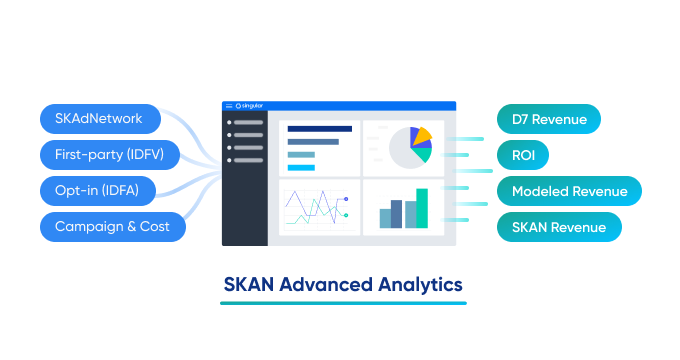 SKAdNetwork
First-party (IDFV)
Opt-in (IDFA)
Campaign & Cost
singular
D7 Revenue
ROI
Modeled Revenue
SKAN Revenue
SKAN Advanced Analytics